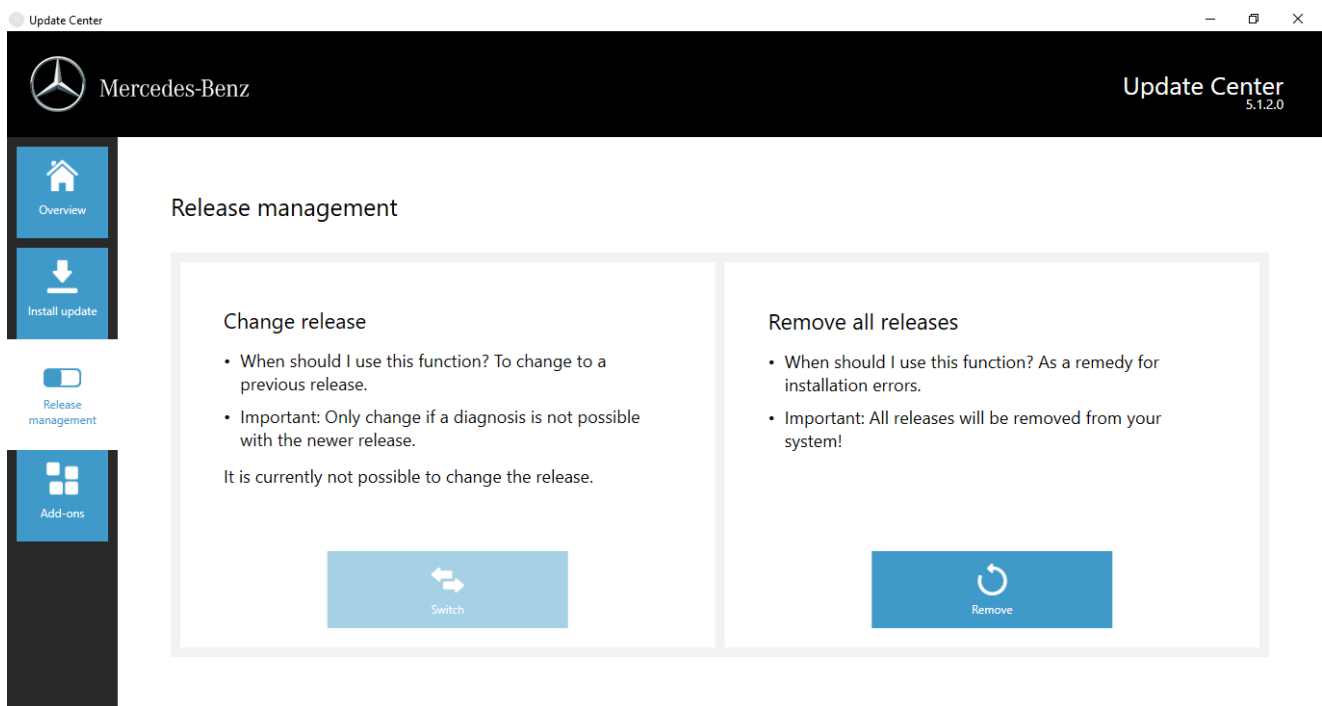 Update Center
Mercedes-Benz
Update Center
5.1.2.0
Overview
Install update
Release
management
Add-ons
Release management
Change release
• When should I use this function? To change to a
previous release.
• Important: Only change if a diagnosis is not possible
with the newer release.
It is currently not possible to change the release.
Switch
Remove all releases
• When should I use this function? As a remedy for
installation errors.
• Important: All releases will be removed from your
system!
Remove